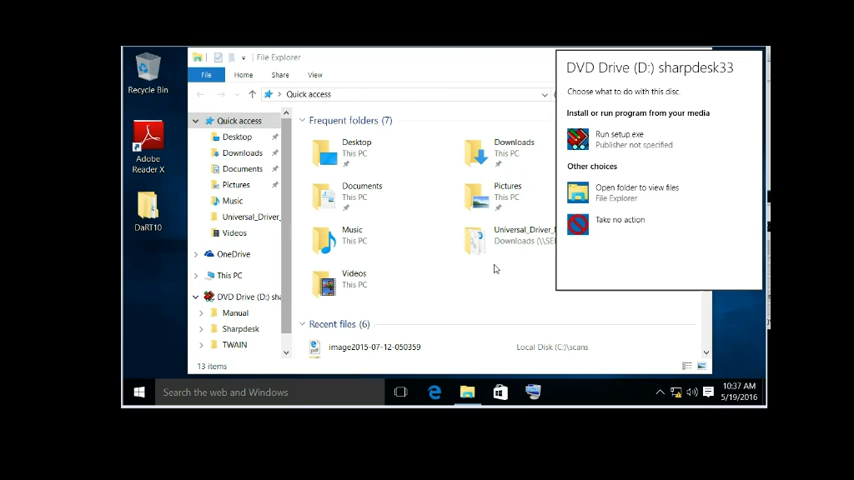 Recycle Bin
Adobe
Reader X
DaRT10
File Explorer
File
Home
Share
View
Quick access
Quick access
Desktop
Downloads
Documents
Pictures
Music
Universal_Driver_
Videos
OneDrive
This PC
DVD Drive (D:) sha
Manual
Sharpdesk
TWAIN
13 items
Frequent folders (7)
Desktop
This PC
Downloads
This PC
Documents
This PC
Pictures
This PC
Music
This PC
Universal_Driver_
Downloads (\\SE
Videos
This PC
Recent files (6)
image2015-07-12-050359
Local Disk (C:)\scans
DVD Drive (D:) sharpdesk33
Choose what to do with this disc.
Install or run program from your media
Run setup.exe
Publisher not specified
Other choices
Open folder to view files
File Explorer
Take no action
Search the web and Windows
10:37 AM
5/19/2016